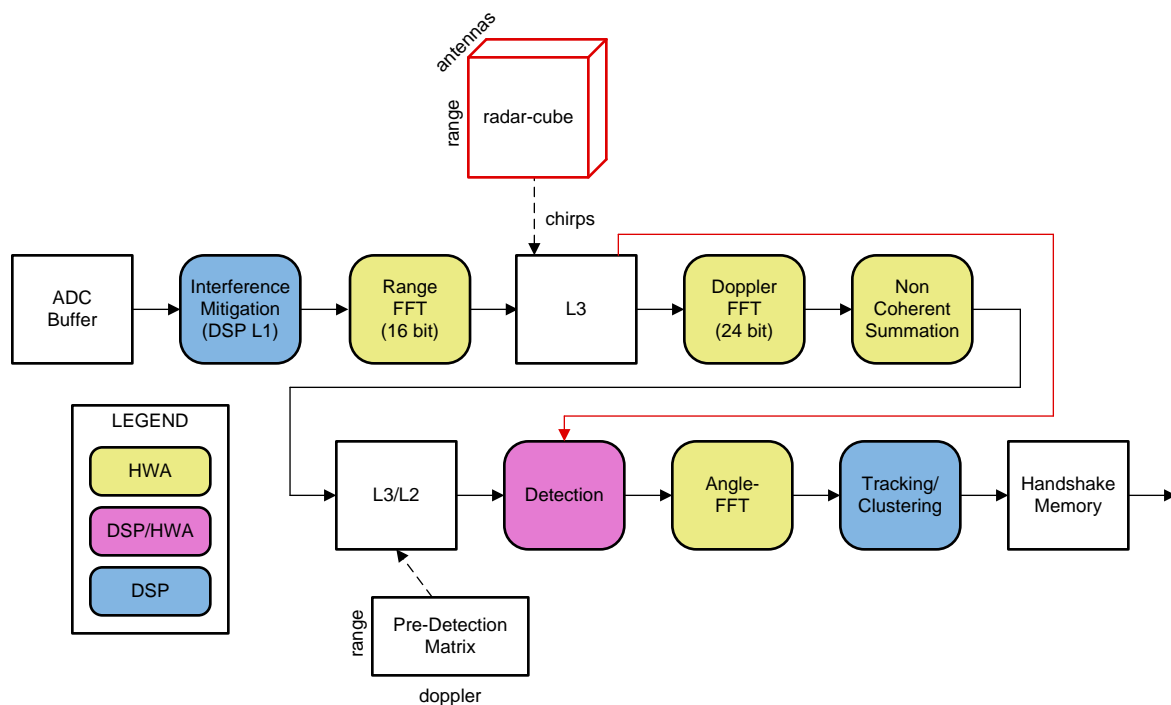 antennas
range
radar-cube
chirps
ADC
Buffer
Interference
Mitigation
(DSP L1)
Range
FFT
(16 bit)
L3
Doppler
FFT
(24 bit)
Non
Coherent
Summation
LEGEND
HWA
DSP/HWA
DSP
L3/L2
Detection
Angle-
FFT
Tracking/
Clustering
Handshake
Memory
range
Pre-Detection
Matrix
doppler